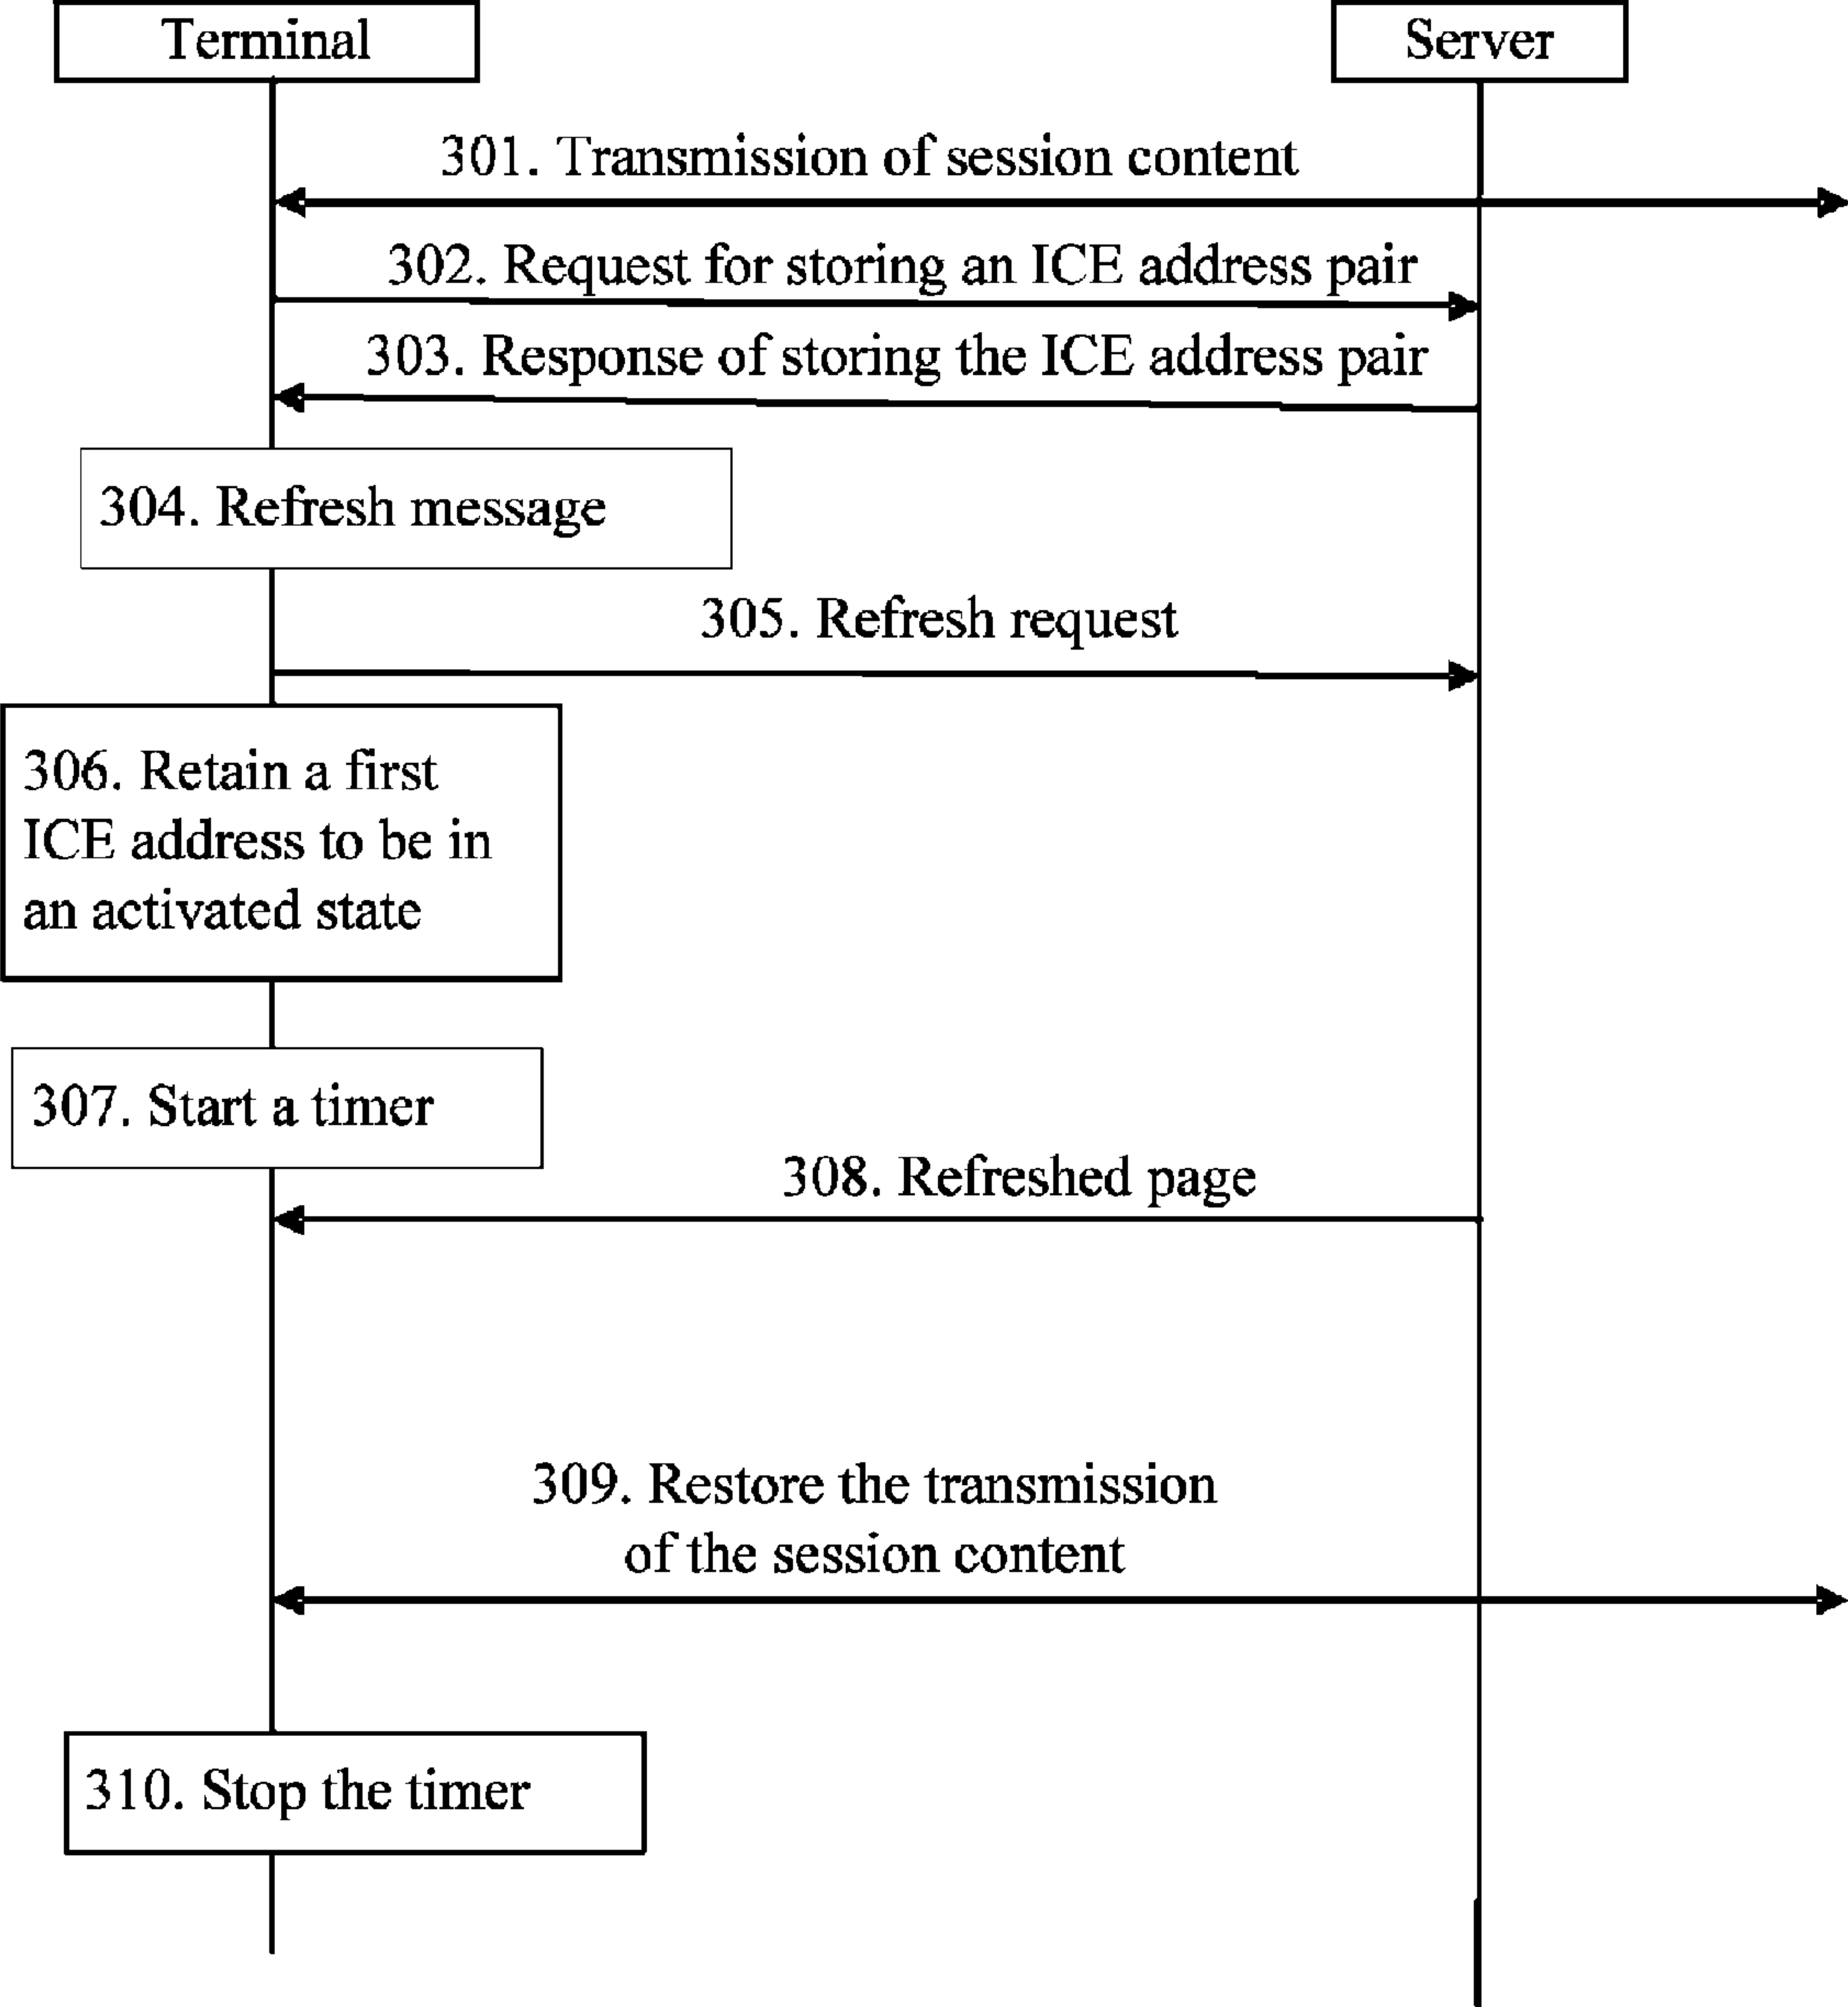 Terminal
Server
301. Transmission of session content
302. Request for storing an ICE address pair
303. Response of storing the ICE address pair
304. Refresh message
305. Refresh request
306. Retain a first
ICE address to be in
an activated state
307. Start a timer
308. Refreshed page
309. Restore the transmission
of the session content
310. Stop the timer